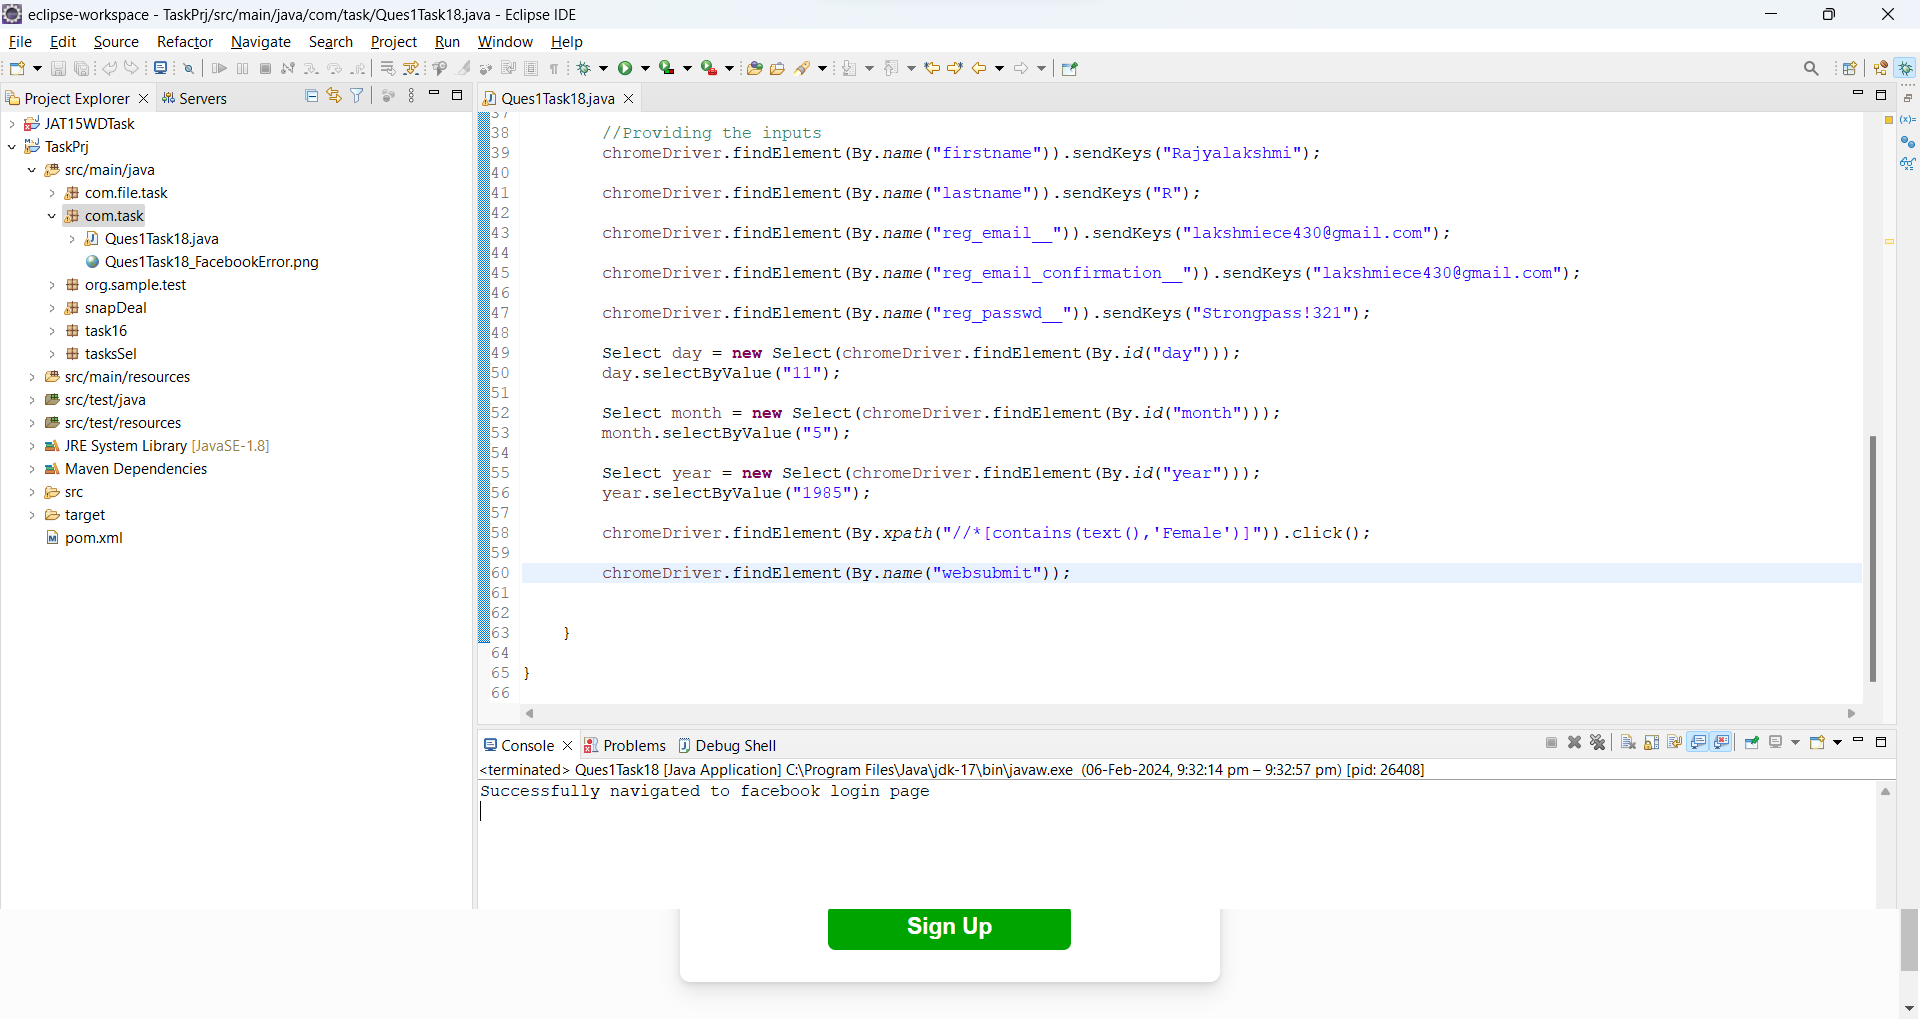 eclipse-workspace - TaskPrj/src/main/java/com/task/Ques1Task18.java - Eclipse IDE
File Edit Source Refactor Navigate Search Project Run Window Help
Project Explorer Servers
JAT15WDTask
TaskPrj
src/main/java
com.file.task
com.task
Ques1Task18.java
Ques1Task18_FacebookError.png
org.sample.test
snapDeal
task16
tasksSel
src/main/resources
src/test/java
src/test/resources
JRE System Library [JavaSE-1.8]
Maven Dependencies
src
target
pom.xml
Ques1Task18.java
37
38 //Providing the inputs
39 chromeDriver.findElement(By.name("firstname")).sendKeys("Rajyalakshmi");
40
41 chromeDriver.findElement(By.name("lastname")).sendKeys("R");
42
43 chromeDriver.findElement(By.name("reg_email__")).sendKeys("lakshmiece430@gmail.com");
44
45 chromeDriver.findElement(By.name("reg_email_confirmation__")).sendKeys("lakshmiece430@gmail.com");
46
47 chromeDriver.findElement(By.name("reg_passwd__")).sendKeys("Strongpass!321");
48
49 Select day = new Select(chromeDriver.findElement(By.id("day")));
50 day.selectByValue("11");
51
52 Select month = new Select(chromeDriver.findElement(By.id("month")));
53 month.selectByValue("5");
54
55 Select year = new Select(chromeDriver.findElement(By.id("year")));
56 year.selectByValue("1985");
57
58 chromeDriver.findElement(By.xpath("//*[contains(text(),'Female')]")).click();
59
60 chromeDriver.findElement(By.name("websubmit"));
61
62
63 }
64
65 }
66
Console Problems Debug Shell
<terminated> Ques1Task18 [Java Application] C:\Program Files\Java\jdk-17\bin\javaw.exe (06-Feb-2024, 9:32:14 pm – 9:32:57 pm) [pid: 26408]
Successfully navigated to facebook login page
Sign Up